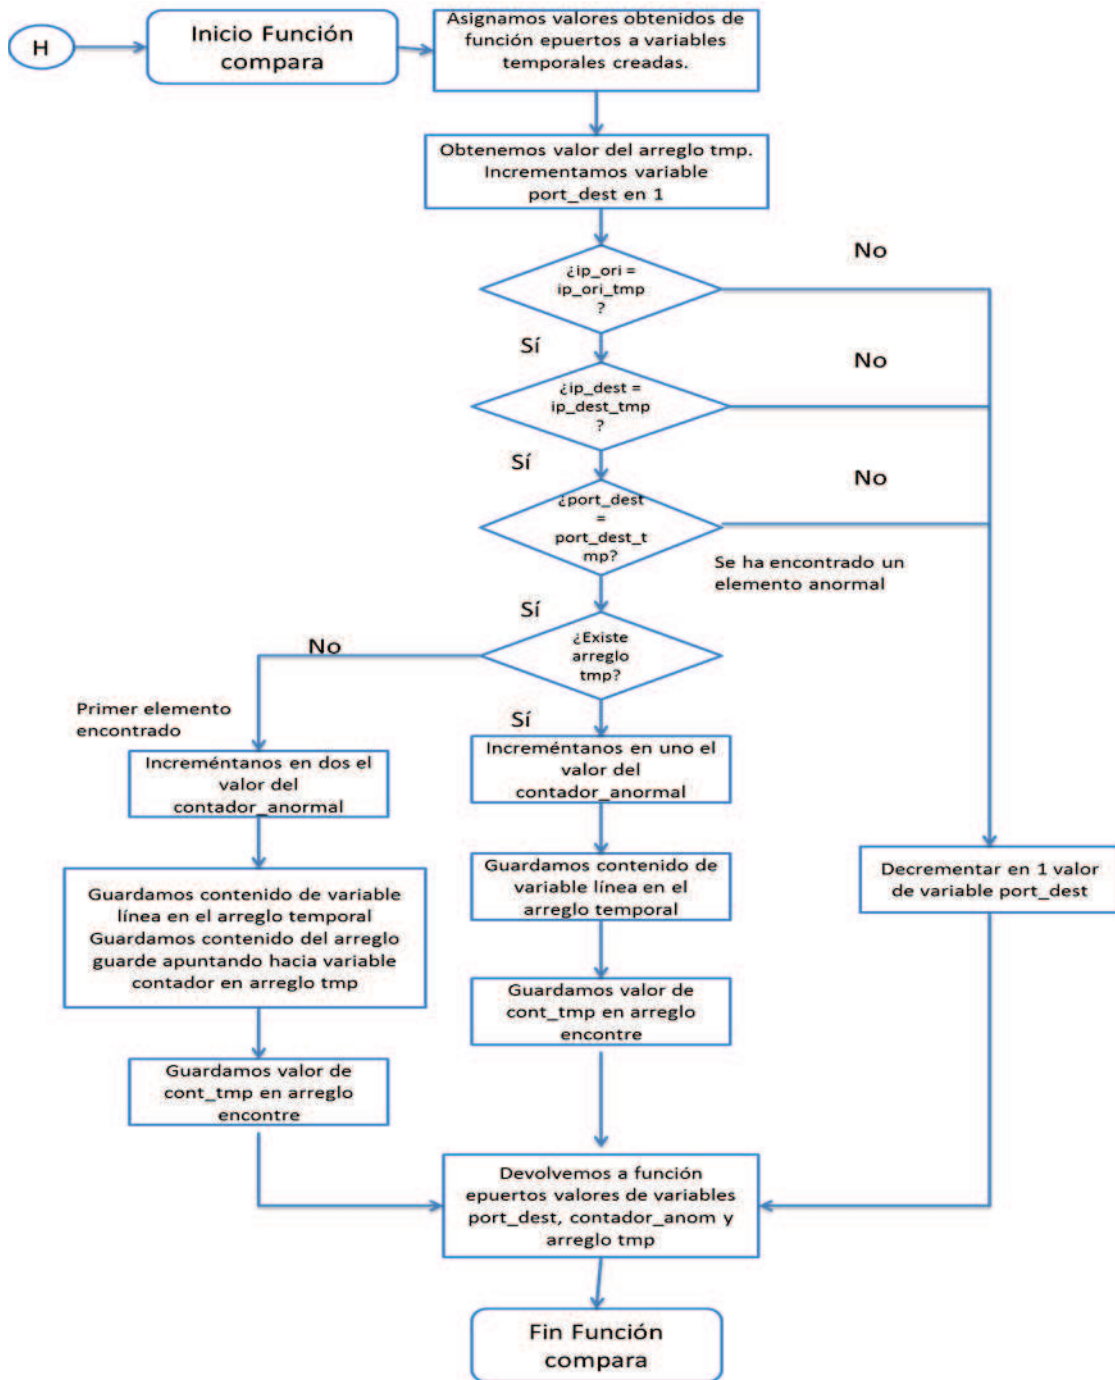 H
Inicio Función
compara
Asignamos valores obtenidos de
función epuertos a variables
temporales creadas.
Obtenemos valor del arreglo tmp.
Incrementamos variable
port_dest en 1
No
¿ip_ori =
ip_ori_tmp
?
Sí
No
¿ip_dest =
ip_dest_tmp
?
Sí
No
¿port_dest
=
port_dest_t
mp?
Se ha encontrado un
elemento anormal
Sí
No
¿Existe
arreglo
tmp?
Primer elemento
encontrado
Sí
Increméntanos en dos el
valor del
contador_anormal
Increméntanos en uno el
valor del
contador_anormal
Guardamos contenido de variable
línea en el arreglo temporal
Guardamos contenido del arreglo
guarde apuntando hacia variable
contador en arreglo tmp
Guardamos contenido de
variable línea en el
arreglo temporal
Decrementar en 1 valor
de variable port_dest
Guardamos valor de
cont_tmp en arreglo
encontre
Guardamos valor de
cont_tmp en arreglo
encontre
Devolvemos a función
epuertos valores de variables
port_dest, contador_anom y
arreglo tmp
Fin Función
compara